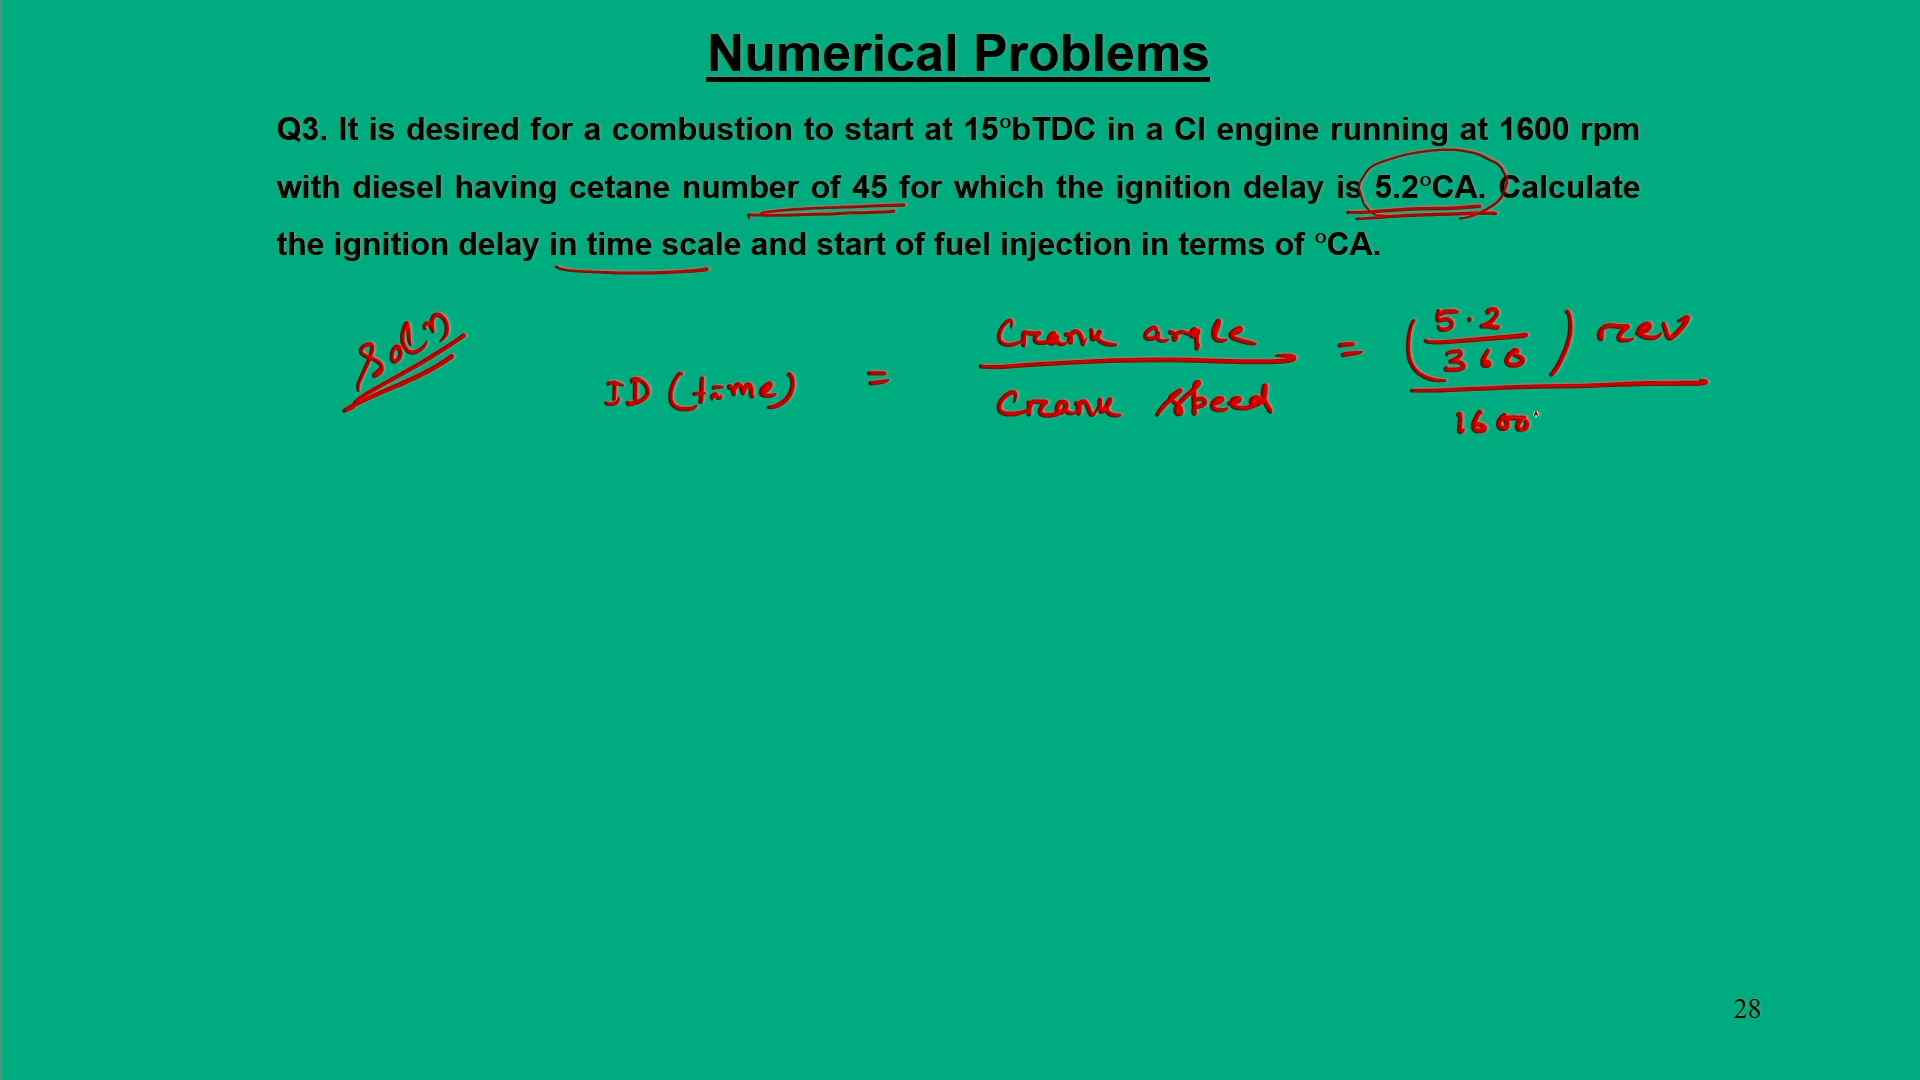 Numerical Problems
Q3. It is desired for a combustion to start at 15°bTDC in a CI engine running at 1600 rpm
with diesel having cetane number of 45 for which the ignition delay is 5.2°CA. Calculate
the ignition delay in time scale and start of fuel injection in terms of °CA.
Soln
ID (time) = Crank angle / Crank speed = (5.2/360) rev / 1600
28